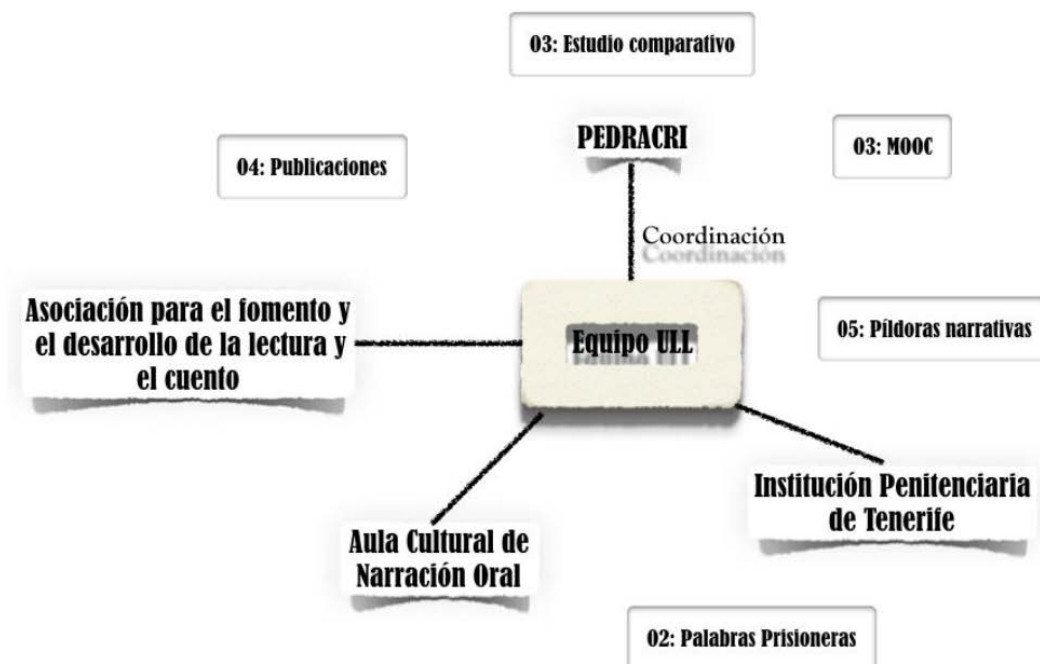 03: Estudio comparativo
PEDRACRI
03: MOOC
04: Publicaciones
Coordinación
Asociación para el fomento y
el desarrollo de la lectura y
el cuento
Equipo ULL
05: Píldoras narrativas
Institución Penitenciaria
de Tenerife
Aula Cultural de
Narración Oral
02: Palabras Prisioneras